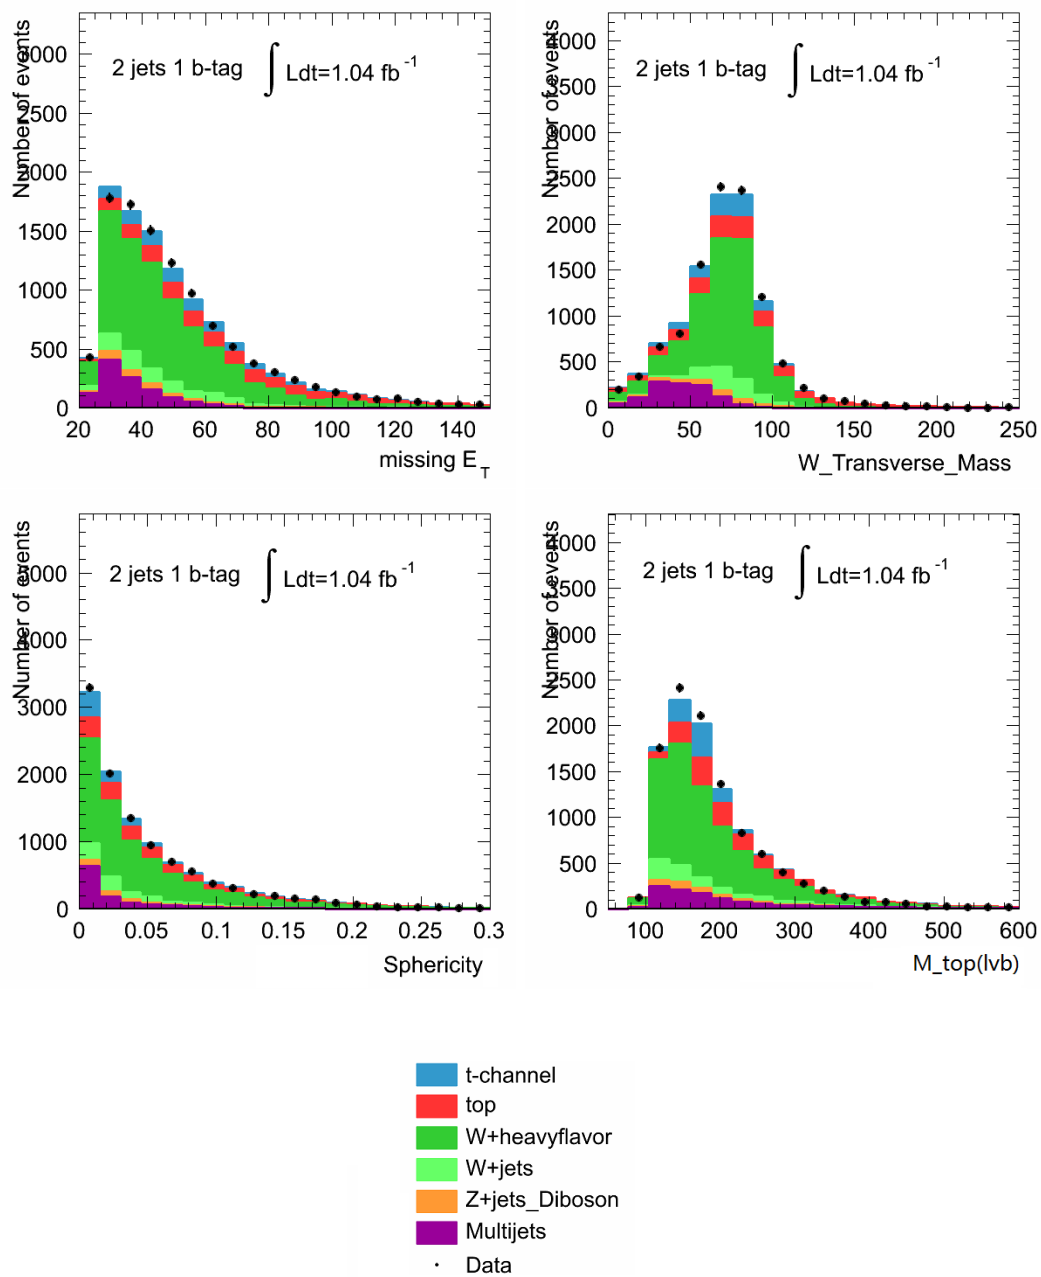 Number of events
3000
2500
2000
1500
1000
500
0
2 jets 1 b-tag ∫ Ldt=1.04 fb⁻¹
20 40 60 80 100 120 140
missing E_T
Number of events
4000
3500
3000
2500
2000
1500
1000
500
0
2 jets 1 b-tag ∫ Ldt=1.04 fb⁻¹
0 50 100 150 200 250
W_Transverse_Mass
Number of events
5000
4000
3000
2000
1000
0
2 jets 1 b-tag ∫ Ldt=1.04 fb⁻¹
0 0.05 0.1 0.15 0.2 0.25 0.3
Sphericity
Number of events
4000
3500
3000
2500
2000
1500
1000
500
0
2 jets 1 b-tag ∫ Ldt=1.04 fb⁻¹
100 200 300 400 500 600
M_top(lvb)
t-channel
top
W+heavyflavor
W+jets
Z+jets_Diboson
Multijets
Data